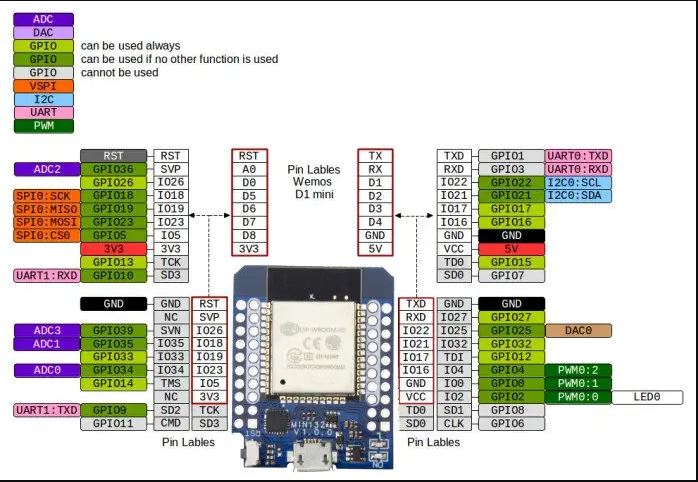 ADC
DAC
GPIO can be used always
GPIO can be used if no other function is used
GPIO cannot be used
VSPI
I2C
UART
PWM
RST RST RST TX TXD GPIO1 UART0:TXD
ADC2 GPIO36 SVP A0 Pin Lables RX RXD GPIO3 UART0:RXD
GPIO26 IO26 D0 Wemos D1 IO22 GPIO22 I2C0:SCL
SPI0:SCK GPIO18 IO18 D5 D1 mini D2 IO21 GPIO21 I2C0:SDA
SPI0:MISO GPIO19 IO19 D6 D3 IO17 GPIO17
SPI0:MOSI GPIO23 IO23 D7 D4 IO16 GPIO16
SPI0:CS0 GPIO5 IO5 D8 GND GND GND
3V3 3V3 3V3 5V VCC 5V
GPIO13 TCK TD0 GPIO15
UART1:RXD GPIO10 SD3 SD0 GPIO7
GND GND RST TXD GND GND
NC SVP RXD IO27 GPIO27
ADC3 GPIO39 SVN IO26 IO22 IO25 GPIO25 DAC0
ADC1 GPIO35 IO35 IO18 IO21 IO32 GPIO32
GPIO33 IO33 IO19 IO17 TDI GPIO12
ADC0 GPIO34 IO34 IO23 IO16 IO4 GPIO4 PWM0:2
GPIO14 TMS IO5 GND IO0 GPIO0 PWM0:1
NC 3V3 VCC IO2 GPIO2 PWM0:0 LED0
UART1:TXD GPIO9 SD2 TCK TD0 SD1 GPIO8
GPIO11 CMD SD3 SD0 CLK GPIO6
Pin Lables Pin Lables
MINI32
V1.0.0